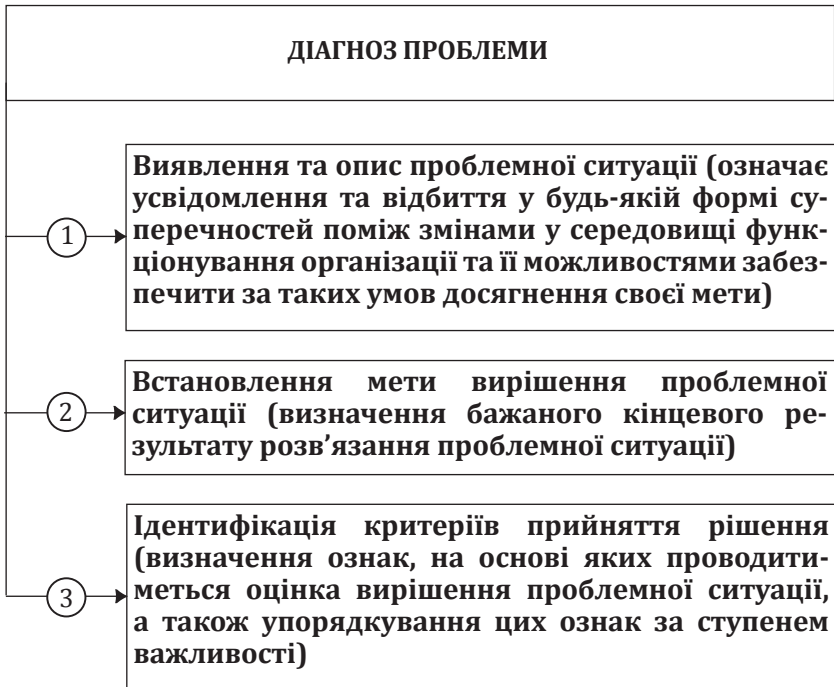 ДІАГНОЗ ПРОБЛЕМИ
1
Виявлення та опис проблемної ситуації (означає
усвідомлення та відбиття у будь-якій формі су-
перечностей поміж змінами у середовищі функ-
ціонування організації та її можливостями забез-
печити за таких умов досягнення своєї мети)
2
Встановлення мети вирішення проблемної
ситуації (визначення бажаного кінцевого ре-
зультату розв'язання проблемної ситуації)
3
Ідентифікація критеріїв прийняття рішення
(визначення ознак, на основі яких проводити-
меться оцінка вирішення проблемної ситуації,
а також упорядкування цих ознак за ступенем
важливості)